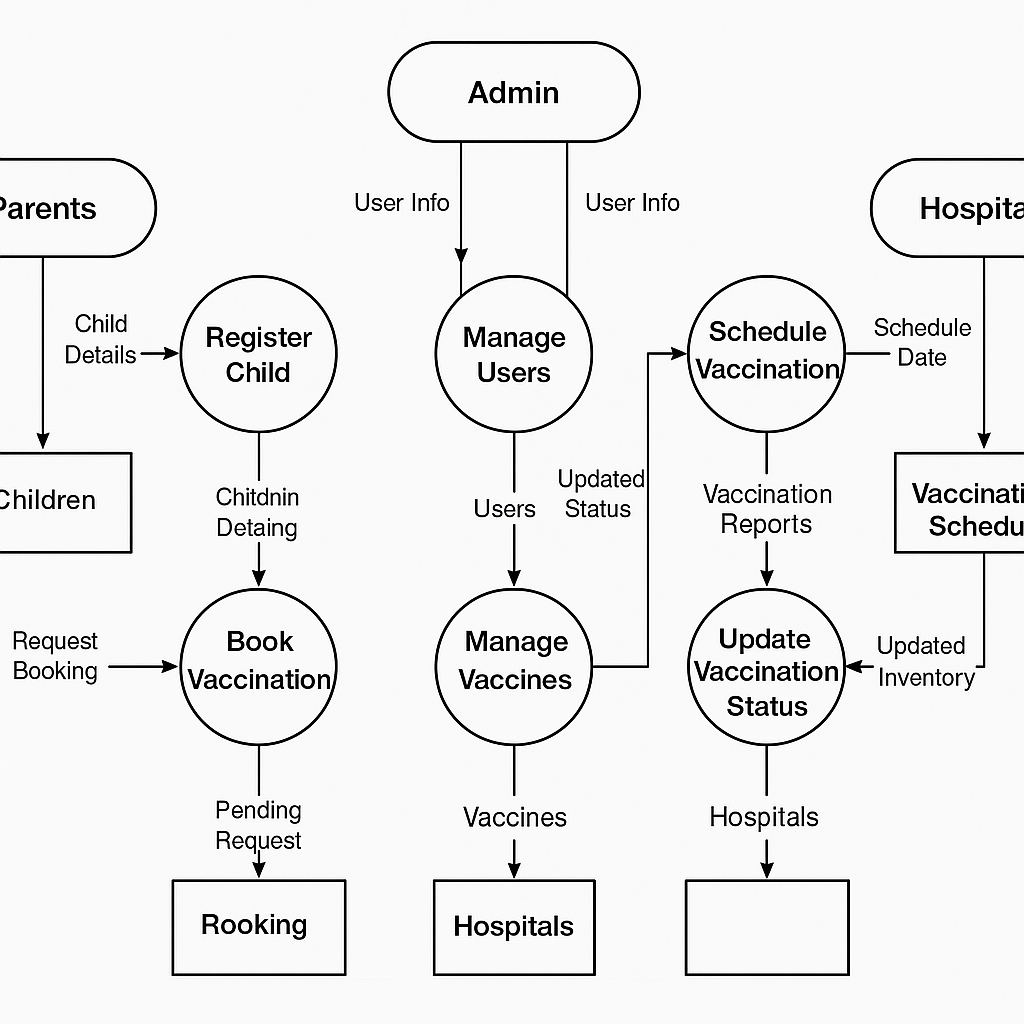 Admin
Parents
Hospita
User Info
User Info
Child
Details
Register
Child
Manage
Users
Schedule
Vaccination
Schedule
Date
Children
Chitdnin
Detaing
Users
Updated
Status
Vaccination
Reports
Vaccinati
Schedu
Request
Booking
Book
Vaccination
Manage
Vaccines
Update
Vaccination
Status
Updated
Inventory
Pending
Request
Vaccines
Hospitals
Rooking
Hospitals